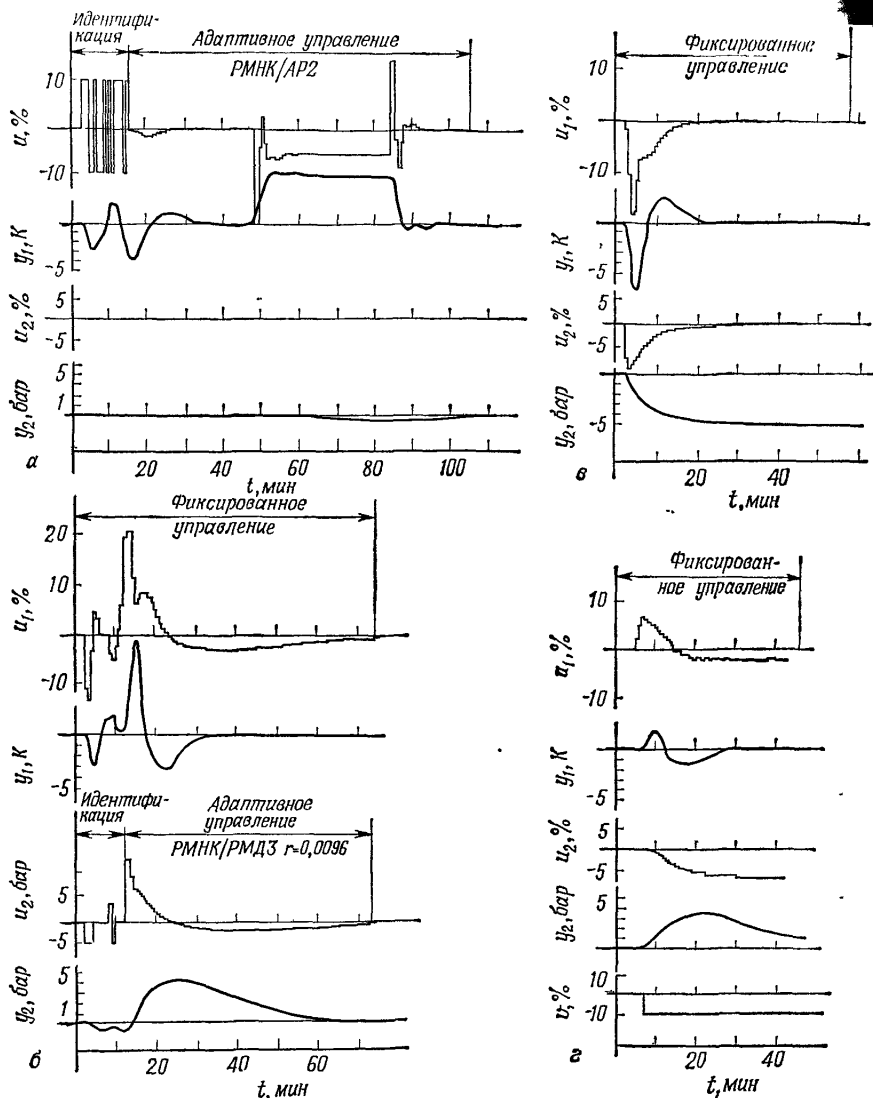 Идентифи-
кация
Адаптивное управление
РМНК/АР2
10
-10
u, %
y₁, К
-5
5
-5
u₂, %
5
1
y₂, бар
20
40
60
80
100
t, мин
а
Фиксированное
управление
10
-10
u₁, %
y₁, К
-5
5
-5
u₂, %
-5
y₂, бар
20
40
t, мин
в
Фиксированное
управление
20
10
-10
u₁, %
y₁, К
-5
Идентифи-
кация
Адаптивное
управление
РМНК/РМД3 r=0,0096
5
-5
u₂, бар
5
1
y₂, бар
20
40
60
t, мин
б
Фиксирован-
ное управление
10
-10
u₁, %
y₁, К
-5
5
-5
u₂, %
5
y₂, бар
10
-10
v, %
20
40
t, мин
г